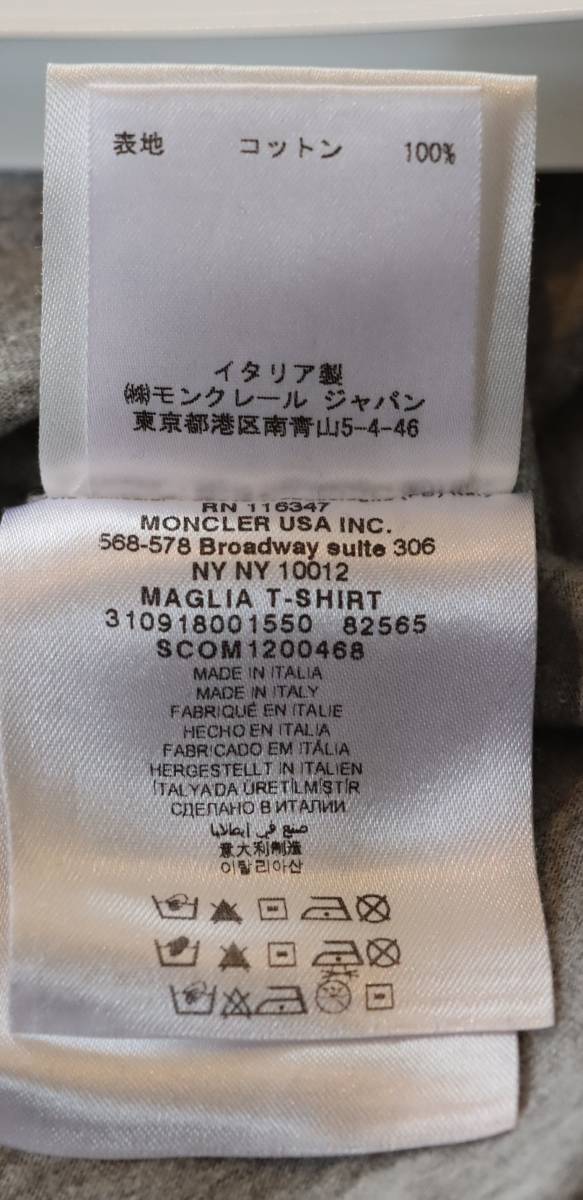 表地 コットン 100%
イタリア製
㈱モンクレール ジャパン
東京都港区南青山5-4-46
RN 116347
MONCLER USA INC.
568-578 Broadway suite 306
NY NY 10012
MAGLIA T-SHIRT
310918001550 82565
SCOM1200468
MADE IN ITALIA
MADE IN ITALY
FABRIQUÉ EN ITALIE
HECHO EN ITALIA
FABRICADO EM ITÁLIA
HERGESTELLT IN ITALIEN
İTALYA'DA ÜRETİLMİŞTİR
СДЕЛАНО В ИТАЛИИ
صنع في إيطاليا
意大利制造
이탈리아산